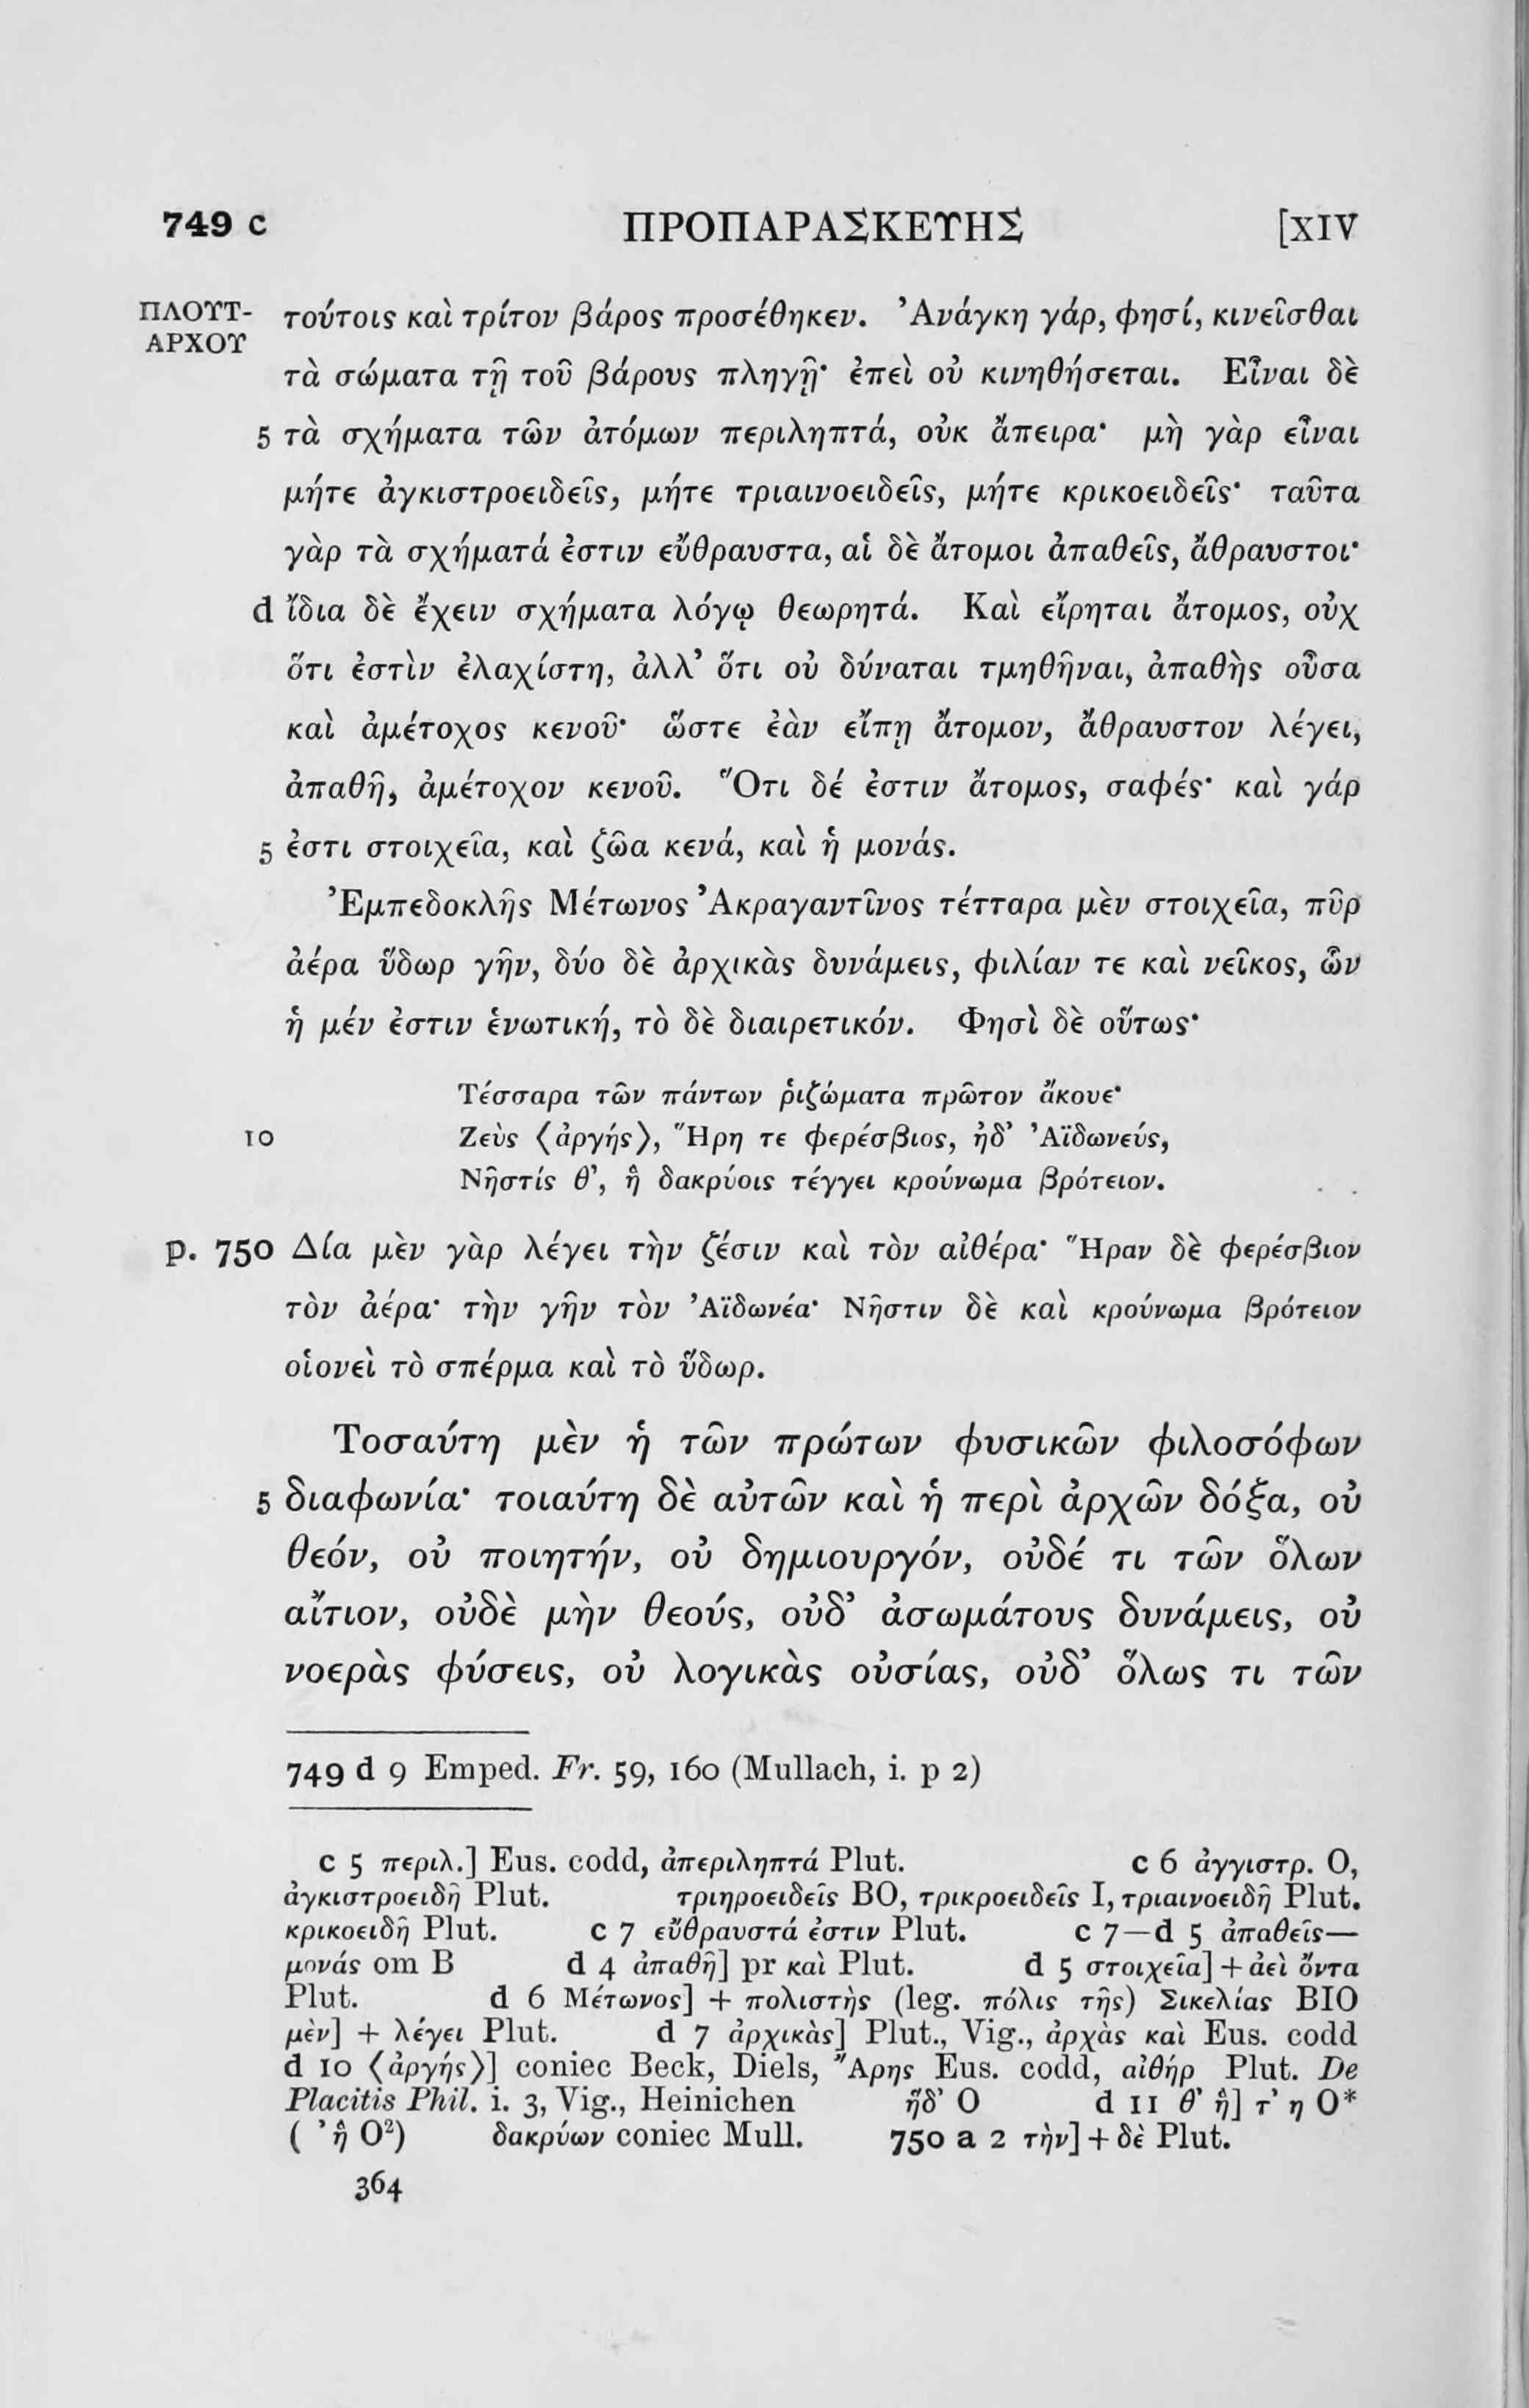 749 c ΠΡΟΠΑΡΑΣΚΕΥΗΣ [XIV
ΠΛΟΥΤ- τούτοις καὶ τρίτον βάρος προσέθηκεν. Ἀνάγκη γάρ, φησί, κινεῖσθαι
ΑΡΧΟΥ
τὰ σώματα τῇ τοῦ βάρους πληγῇ· ἐπεὶ οὐ κινηθήσεται. Εἶναι δὲ
5 τὰ σχήματα τῶν ἀτόμων περιληπτά, οὐκ ἄπειρα· μὴ γὰρ εἶναι
μήτε ἀγκιστροειδεῖς, μήτε τριαινοειδεῖς, μήτε κρικοειδεῖς· ταῦτα
γὰρ τὰ σχήματά ἐστιν εὔθραυστα, αἱ δὲ ἄτομοι ἀπαθεῖς, ἄθραυστοι·
d ἴδια δὲ ἔχειν σχήματα λόγῳ θεωρητά. Καὶ εἴρηται ἄτομος, οὐχ
ὅτι ἐστὶν ἐλαχίστη, ἀλλ’ ὅτι οὐ δύναται τμηθῆναι, ἀπαθὴς οὖσα
καὶ ἀμέτοχος κενοῦ· ὥστε ἐὰν εἴπῃ ἄτομον, ἄθραυστον λέγει,
ἀπαθῆ, ἀμέτοχον κενοῦ. Ὅτι δέ ἐστιν ἄτομος, σαφές· καὶ γάρ
5 ἐστι στοιχεῖα, καὶ ζῶα κενά, καὶ ἡ μονάς.
Ἐμπεδοκλῆς Μέτωνος Ἀκραγαντῖνος τέτταρα μὲν στοιχεῖα, πῦρ
ἀέρα ὕδωρ γῆν, δύο δὲ ἀρχικὰς δυνάμεις, φιλίαν τε καὶ νεῖκος, ὧν
ἡ μέν ἐστιν ἑνωτική, τὸ δὲ διαιρετικόν. Φησὶ δὲ οὕτως·
Τέσσαρα τῶν πάντων ῥιζώματα πρῶτον ἄκουε·
10 Ζεὺς ⟨ἀργής⟩, Ἥρη τε φερέσβιος, ἠδ’ Ἀϊδωνεύς,
Νῆστίς θ’, ἣ δακρύοις τέγγει κρούνωμα βρότειον.
p. 750 Δία μὲν γὰρ λέγει τὴν ζέσιν καὶ τὸν αἰθέρα· Ἥραν δὲ φερέσβιον
τὸν ἀέρα· τὴν γῆν τὸν Ἀϊδωνέα· Νῆστιν δὲ καὶ κρούνωμα βρότειον
οἱονεὶ τὸ σπέρμα καὶ τὸ ὕδωρ.
Τοσαύτη μὲν ἡ τῶν πρώτων φυσικῶν φιλοσόφων
5 διαφωνία· τοιαύτη δὲ αὐτῶν καὶ ἡ περὶ ἀρχῶν δόξα, οὐ
θεόν, οὐ ποιητήν, οὐ δημιουργόν, οὐδέ τι τῶν ὅλων
αἴτιον, οὐδὲ μὴν θεούς, οὐδ’ ἀσωμάτους δυνάμεις, οὐ
νοερὰς φύσεις, οὐ λογικὰς οὐσίας, οὐδ’ ὅλως τι τῶν
749 d 9 Emped. Fr. 59, 160 (Mullach, i. p 2)
c 5 περιλ.] Eus. codd, ἀπεριληπτά Plut. c 6 ἀγγιστρ. O,
ἀγκιστροειδῆ Plut. τριηροειδεῖς BO, τρικροειδεῖς I, τριαινοειδῆ Plut.
κρικοειδῆ Plut. c 7 εὔθραυστά ἐστιν Plut. c 7—d 5 ἀπαθεῖς—
μονάς om B d 4 ἀπαθῆ] pr καὶ Plut. d 5 στοιχεῖα] + ἀεὶ ὄντα
Plut. d 6 Μέτωνος] + πολιστὴς (leg. πόλις τῆς) Σικελίας BIO
μὲν] + λέγει Plut. d 7 ἀρχικὰς] Plut., Vig., ἀρχὰς καὶ Eus. codd
d 10 ⟨ἀργής⟩] coniec Beck, Diels, Ἄρης Eus. codd, αἰθήρ Plut. De
Placitis Phil. i. 3, Vig., Heinichen ᾔδ’ O d 11 θ’ ἣ] τ’ η O*
( ’ ἣ O²) δακρύων coniec Mull. 750 a 2 τὴν] + δὲ Plut.
364